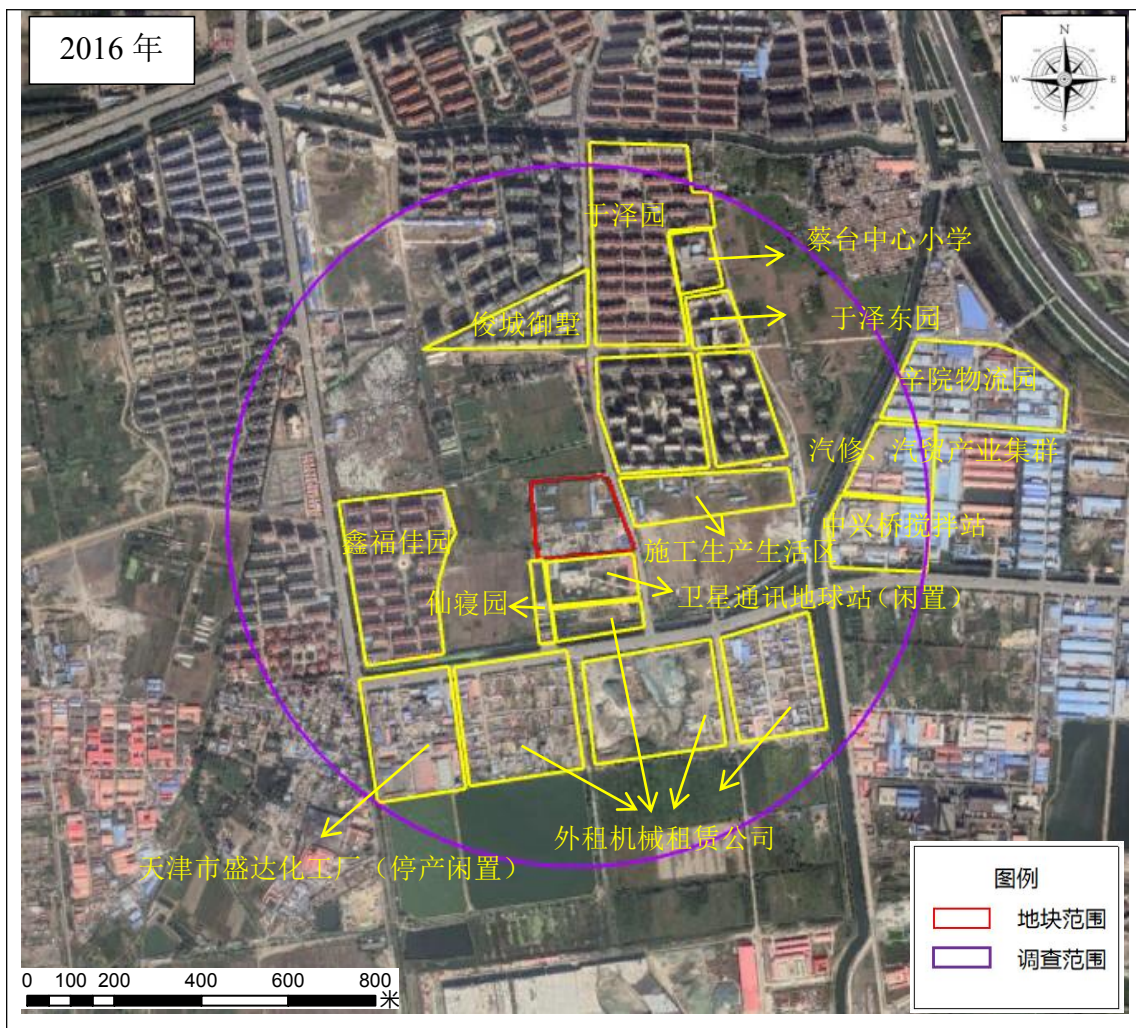 2016 年
N
W
E
S
于泽园
蔡台中心小学
于泽东园
俊城御墅
辛院物流园
汽修、汽贸产业集群
中兴桥搅拌站
鑫福佳园
施工生产生活区
仙寝园
卫星通讯地球站（闲置）
外租机械租赁公司
天津市盛达化工厂（停产闲置）
图例
地块范围
调查范围
0 100 200 400 600 800
米